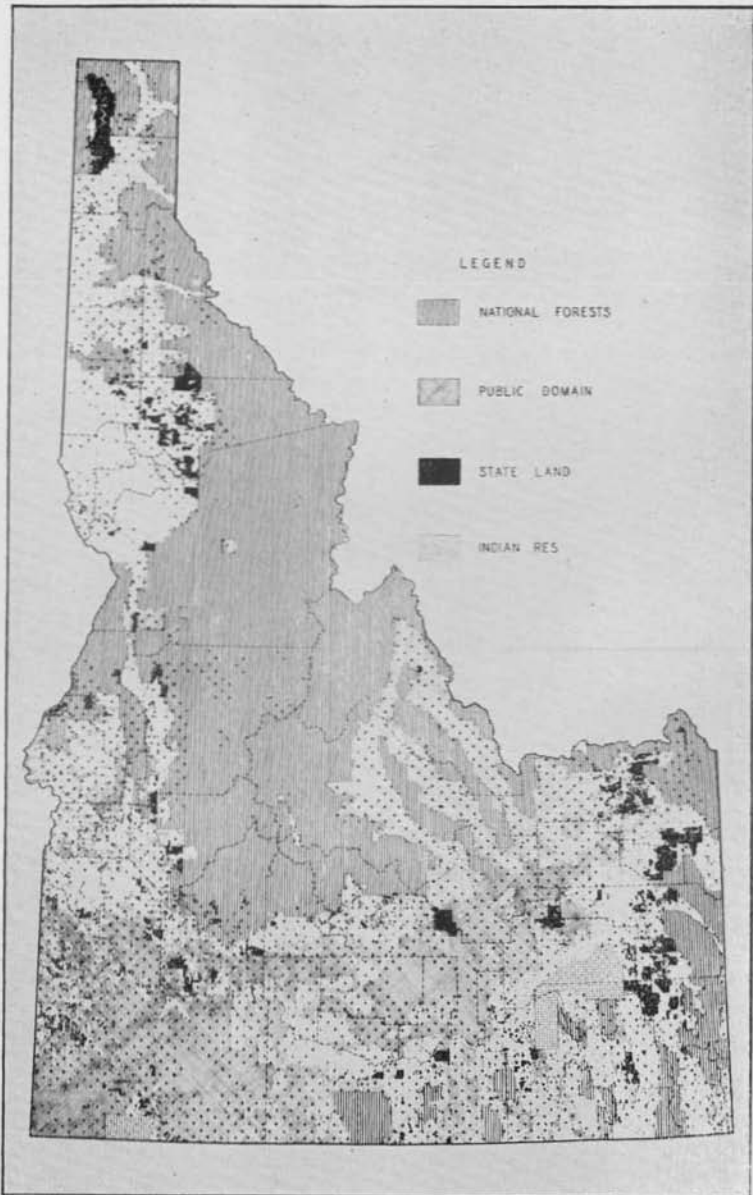 LEGEND
NATIONAL FORESTS
PUBLIC DOMAIN
STATE LAND
INDIAN RES